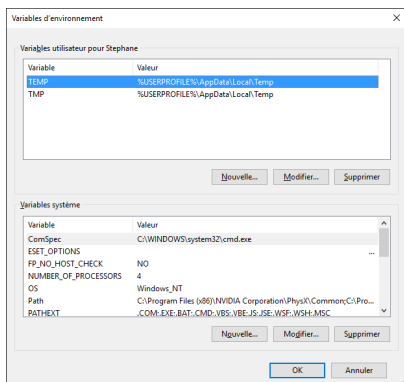 Variables d'environnement
Variables utilisateur pour Stephane
Variable Valeur
TEMP %USERPROFILE%\AppData\Local\Temp
TMP %USERPROFILE%\AppData\Local\Temp
Nouvelle... Modifier... Supprimer
Variables système
Variable Valeur
ComSpec C:\WINDOWS\system32\cmd.exe
ESET_OPTIONS ...
FP_NO_HOST_CHECK NO
NUMBER_OF_PROCESSORS 4
OS Windows_NT
Path C:\Program Files (x86)\NVIDIA Corporation\PhysX\Common;C:\Pro...
PATHEXT .COM;.EXE;.BAT;.CMD;.VBS;.VBE;.JS;.JSE;.WSF;.WSH;.MSC
Nouvelle... Modifier... Supprimer
OK Annuler